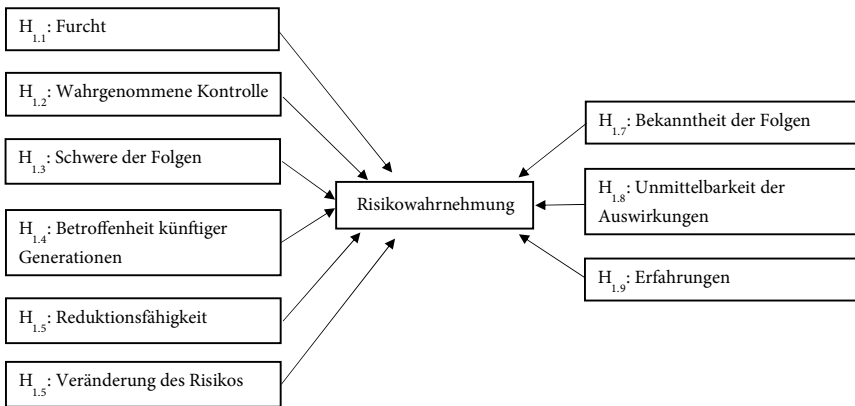 H1.1: Furcht
H1.2: Wahrgenommene Kontrolle
H1.3: Schwere der Folgen
H1.4: Betroffenheit künftiger
Generationen
H1.5: Reduktionsfähigkeit
H1.5: Veränderung des Risikos
Risikowahrnehmung
H1.7: Bekanntheit der Folgen
H1.8: Unmittelbarkeit der
Auswirkungen
H1.9: Erfahrungen